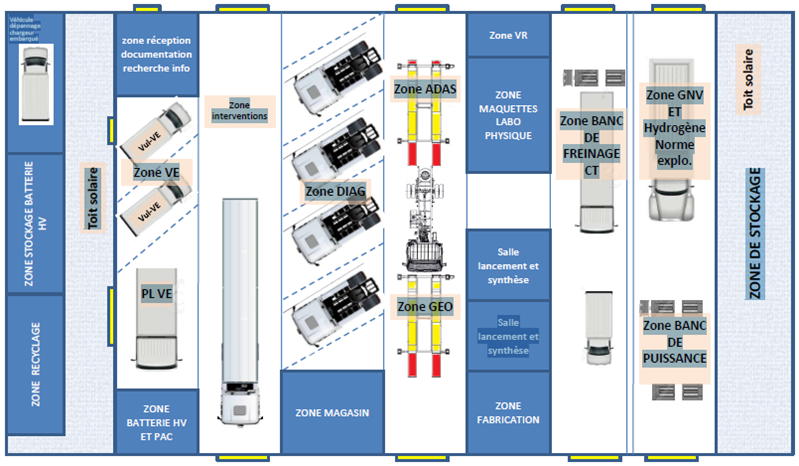 Véhicule
dépannage
chargeur
embarqué
ZONE STOCKAGE BATTERIE
HV
ZONE RECYCLAGE
Toit solaire
zone réception
documentation
recherche info
Vul-VE
Zone VE
Vul-VE
PL VE
ZONE
BATTERIE HV
ET PAC
Zone
interventions
Zone DIAG
ZONE MAGASIN
Zone ADAS
Zone GEO
Zone VR
ZONE
MAQUETTES
LABO
PHYSIQUE
Salle
lancement et
synthèse
Salle
lancement et
synthèse
ZONE
FABRICATION
Zone BANC
DE
FREINAGE
CT
Zone GNV
ET
Hydrogène
Norme
explo.
Zone BANC
DE
PUISSANCE
Toit solaire
ZONE DE STOCKAGE